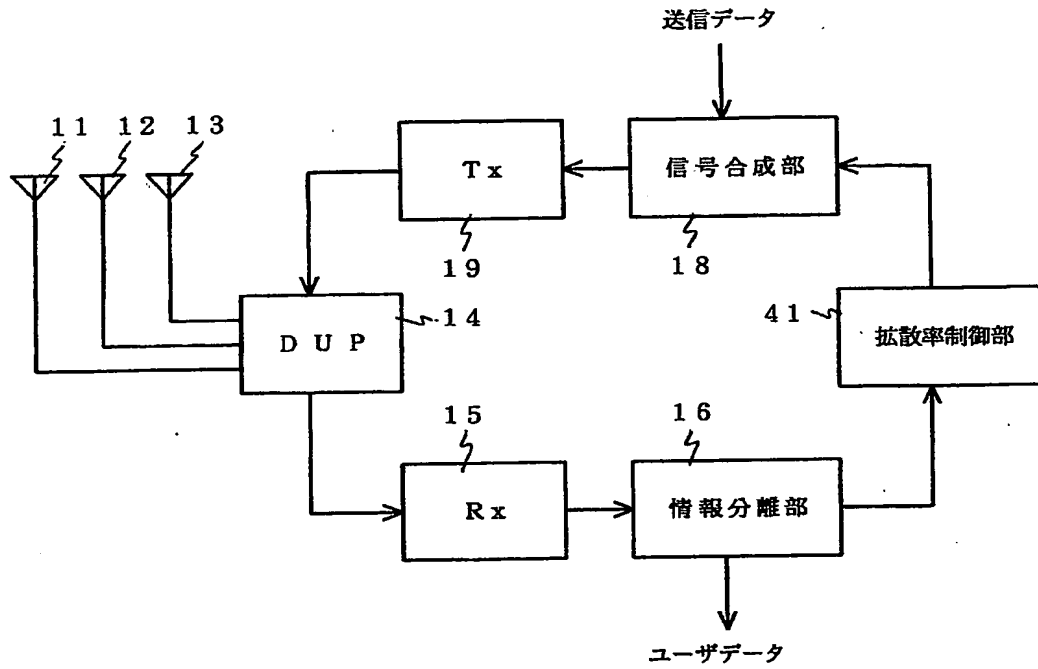 送信データ
11
12
13
Tx
信号合成部
19
18
DUP
14
41
拡散率制御部
15
16
Rx
情報分離部
ユーザデータ